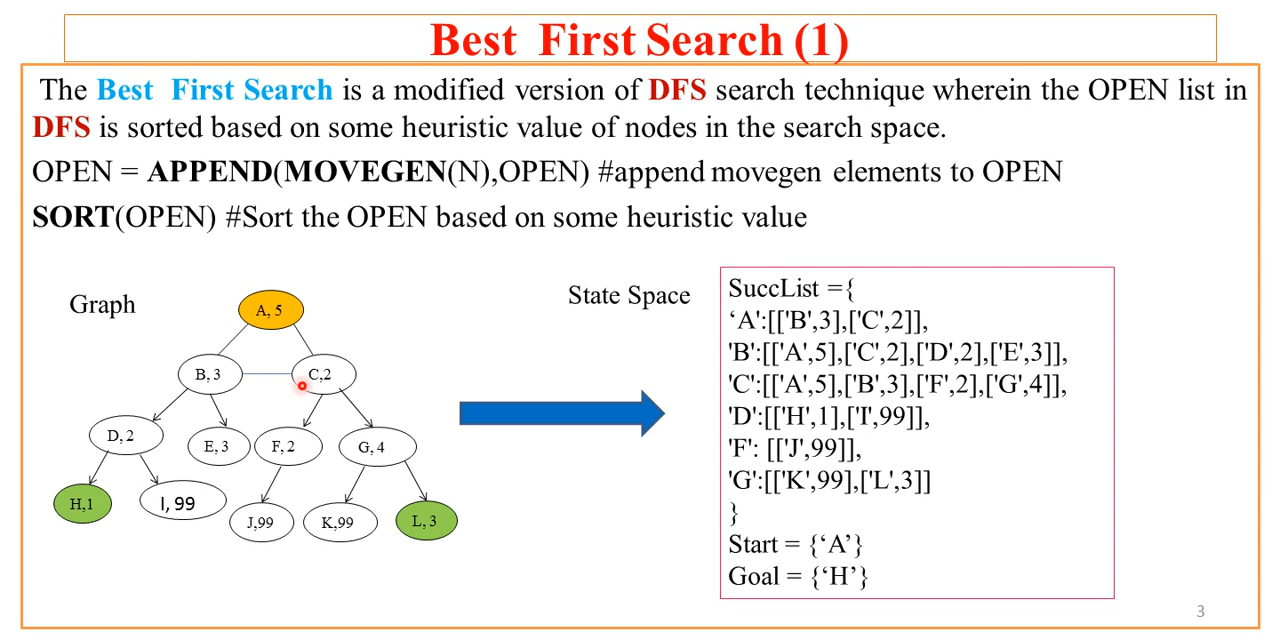 Best First Search (1)
The Best First Search is a modified version of DFS search technique wherein the OPEN list in
DFS is sorted based on some heuristic value of nodes in the search space.
OPEN = APPEND(MOVEGEN(N),OPEN) #append movegen elements to OPEN
SORT(OPEN) #Sort the OPEN based on some heuristic value
Graph
A, 5
B, 3
C,2
D, 2
E, 3
F, 2
G, 4
H,1
I, 99
J,99
K,99
L, 3
State Space
SuccList ={
‘A':[['B',3],['C',2]],
'B':[['A',5],['C',2],['D',2],['E',3]],
'C':[['A',5],['B',3],['F',2],['G',4]],
'D':[['H',1],['I',99]],
'F': [['J',99]],
'G':[['K',99],['L',3]]
}
Start = {‘A’}
Goal = {‘H’}
3